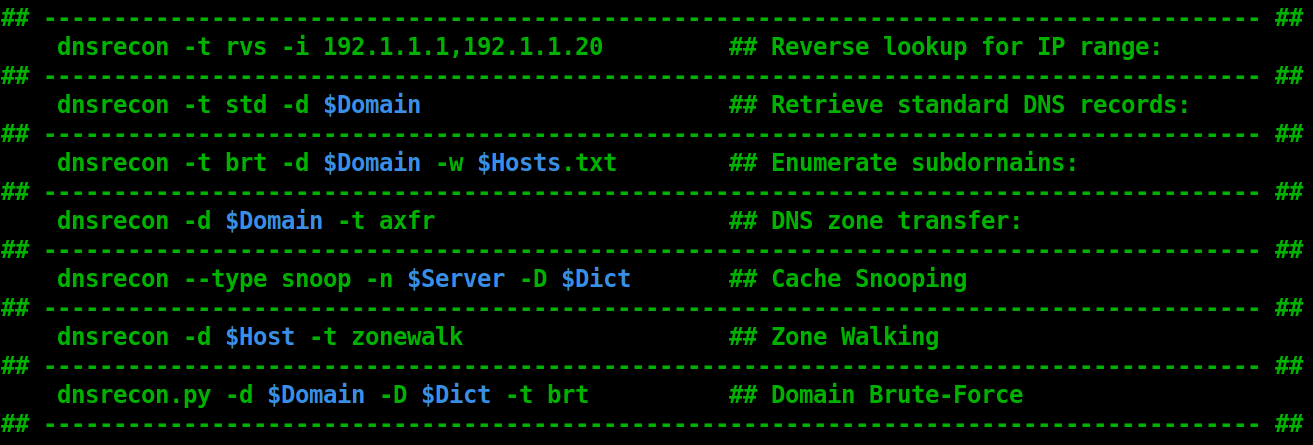 ## --------------------------------------------------------------------------------------- ##
dnsrecon -t rvs -i 192.1.1.1,192.1.1.20 ## Reverse lookup for IP range:
## --------------------------------------------------------------------------------------- ##
dnsrecon -t std -d $Domain ## Retrieve standard DNS records:
## --------------------------------------------------------------------------------------- ##
dnsrecon -t brt -d $Domain -w $Hosts.txt ## Enumerate subdornains:
## --------------------------------------------------------------------------------------- ##
dnsrecon -d $Domain -t axfr ## DNS zone transfer:
## --------------------------------------------------------------------------------------- ##
dnsrecon --type snoop -n $Server -D $Dict ## Cache Snooping
## --------------------------------------------------------------------------------------- ##
dnsrecon -d $Host -t zonewalk ## Zone Walking
## --------------------------------------------------------------------------------------- ##
dnsrecon.py -d $Domain -D $Dict -t brt ## Domain Brute-Force
## --------------------------------------------------------------------------------------- ##